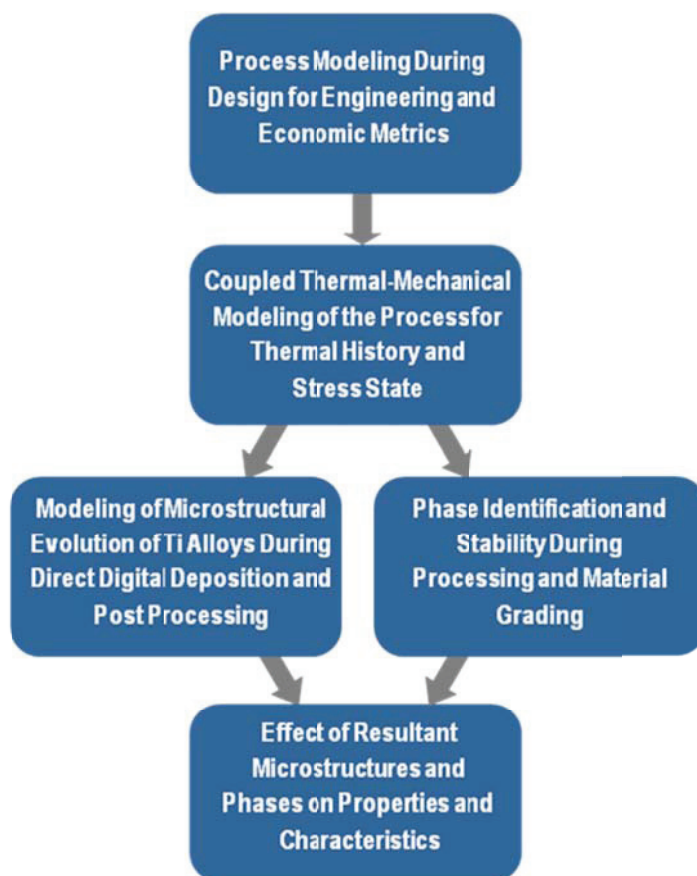 Process Modeling During
Design for Engineering and
Economic Metrics
Coupled Thermal-Mechanical
Modeling of the Processfor
Thermal History and
Stress State
Modeling of Microstructural
Evolution of Ti Alloys During
Direct Digital Deposition and
Post Processing
Phase Identification and
Stability During
Processing and Material
Grading
Effect of Resultant
Microstructures and
Phases on Properties and
Characteristics